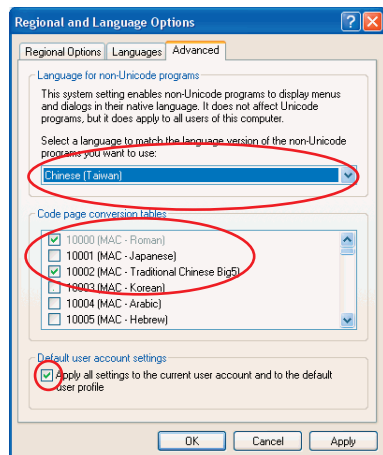 Regional and Language Options
Regional Options Languages Advanced
Language for non-Unicode programs
This system setting enables non-Unicode programs to display menus
and dialogs in their native language. It does not affect Unicode
programs, but it does apply to all users of this computer.
Select a language to match the language version of the non-Unicode
programs you want to use:
Chinese (Taiwan)
Code page conversion tables
10000 (MAC - Roman)
10001 (MAC - Japanese)
10002 (MAC - Traditional Chinese Big5)
10003 (MAC - Korean)
10004 (MAC - Arabic)
10005 (MAC - Hebrew)
Default user account settings
Apply all settings to the current user account and to the default
user profile
OK Cancel Apply